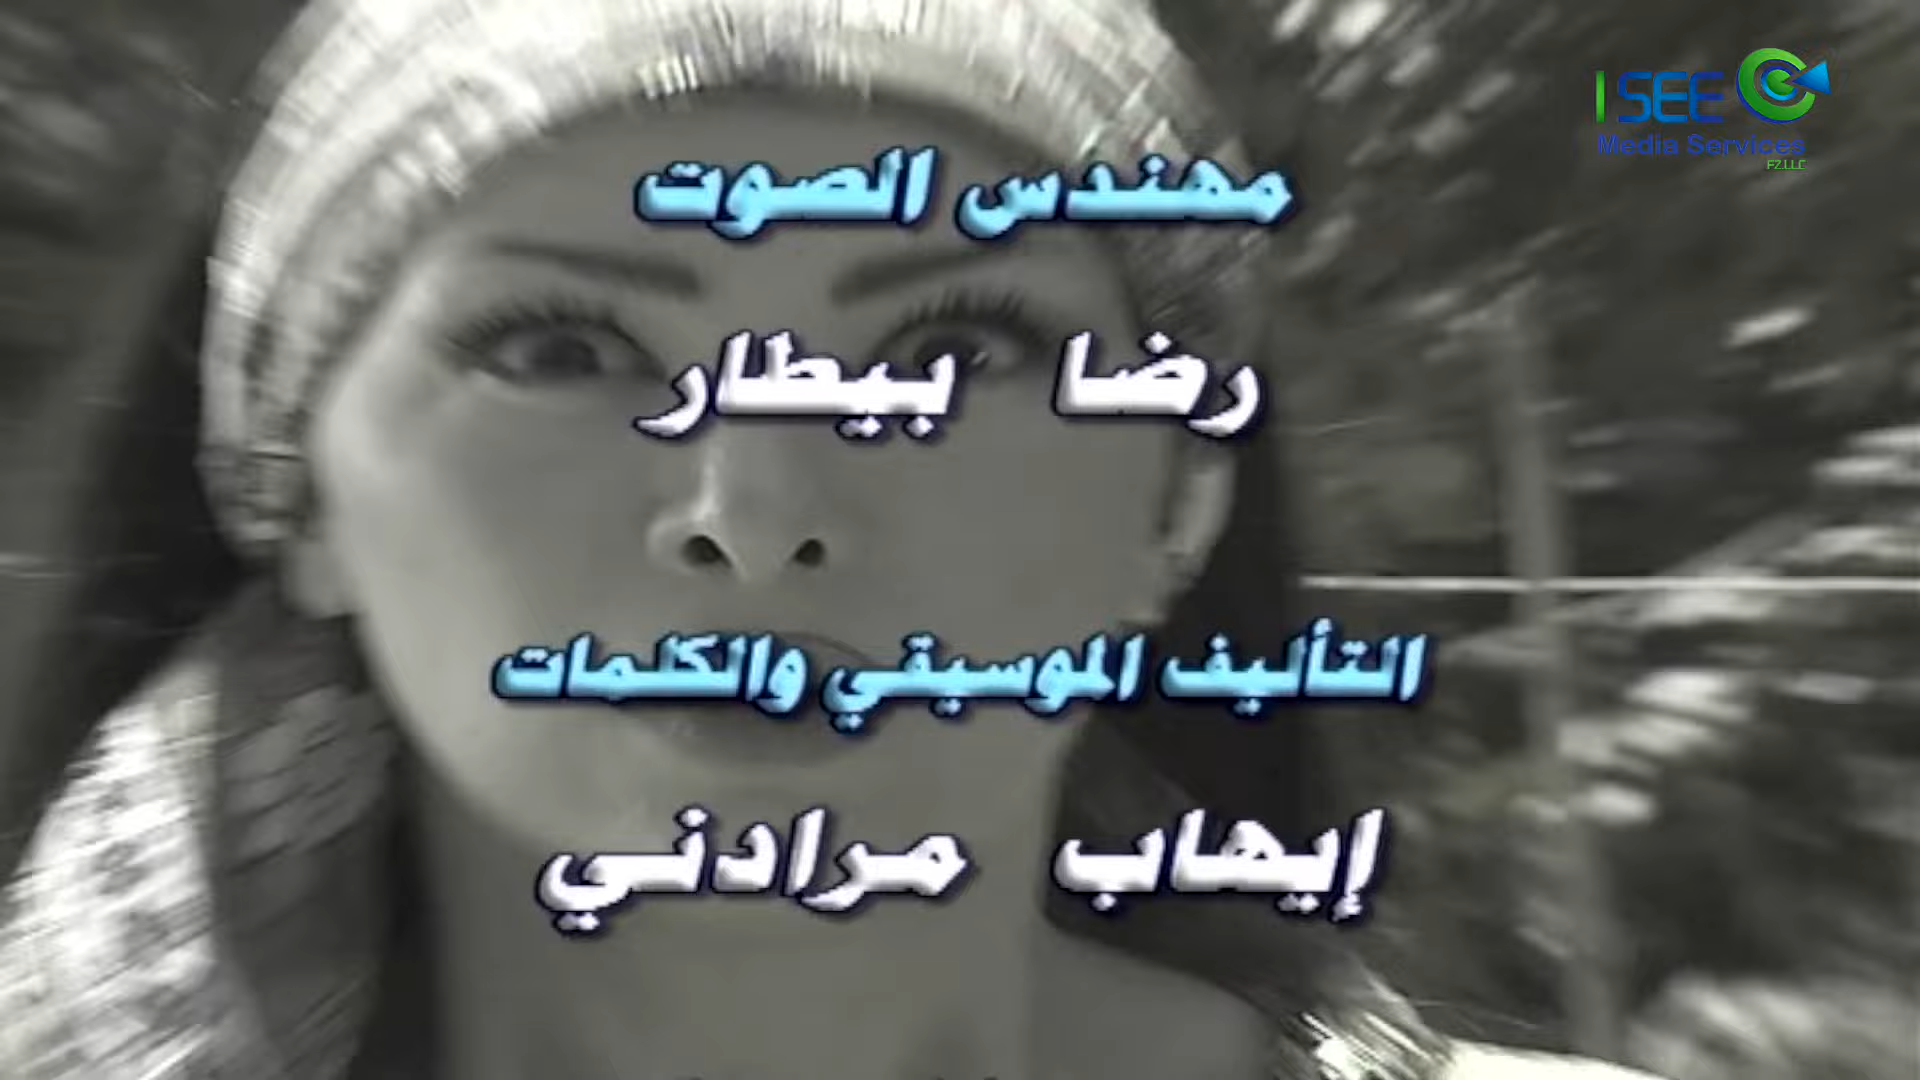 I SEE
Media Services
FZ.LLC
مهندس الصوت
رضا بيطار
التأليف الموسيقي والكلمات
إيهاب مرادني